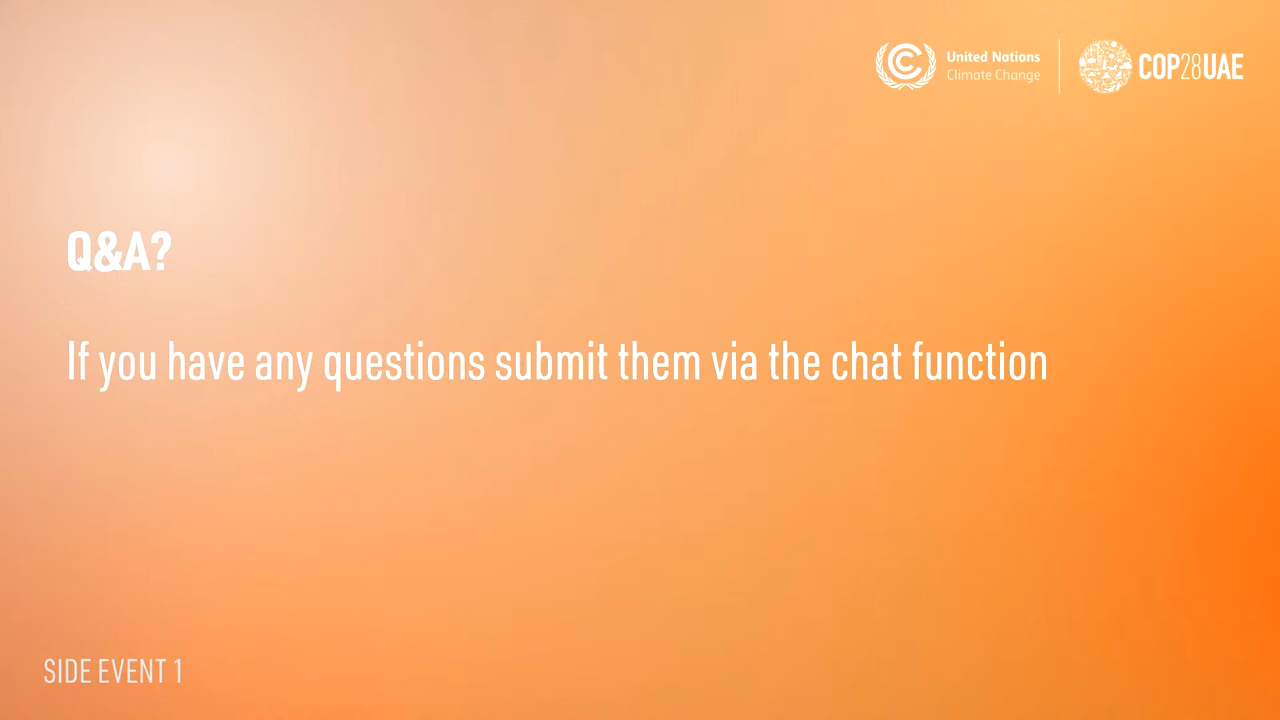 United Nations
Climate Change
COP28UAE
Q&A?
If you have any questions submit them via the chat function
SIDE EVENT 1